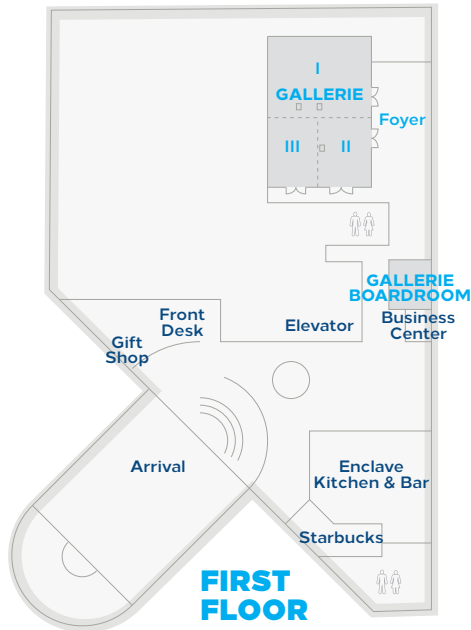 I
GALLERIE
Foyer
III
II
GALLERIE
BOARDROOM
Business
Center
Elevator
Front
Desk
Gift
Shop
Arrival
Enclave
Kitchen & Bar
Starbucks
FIRST
FLOOR